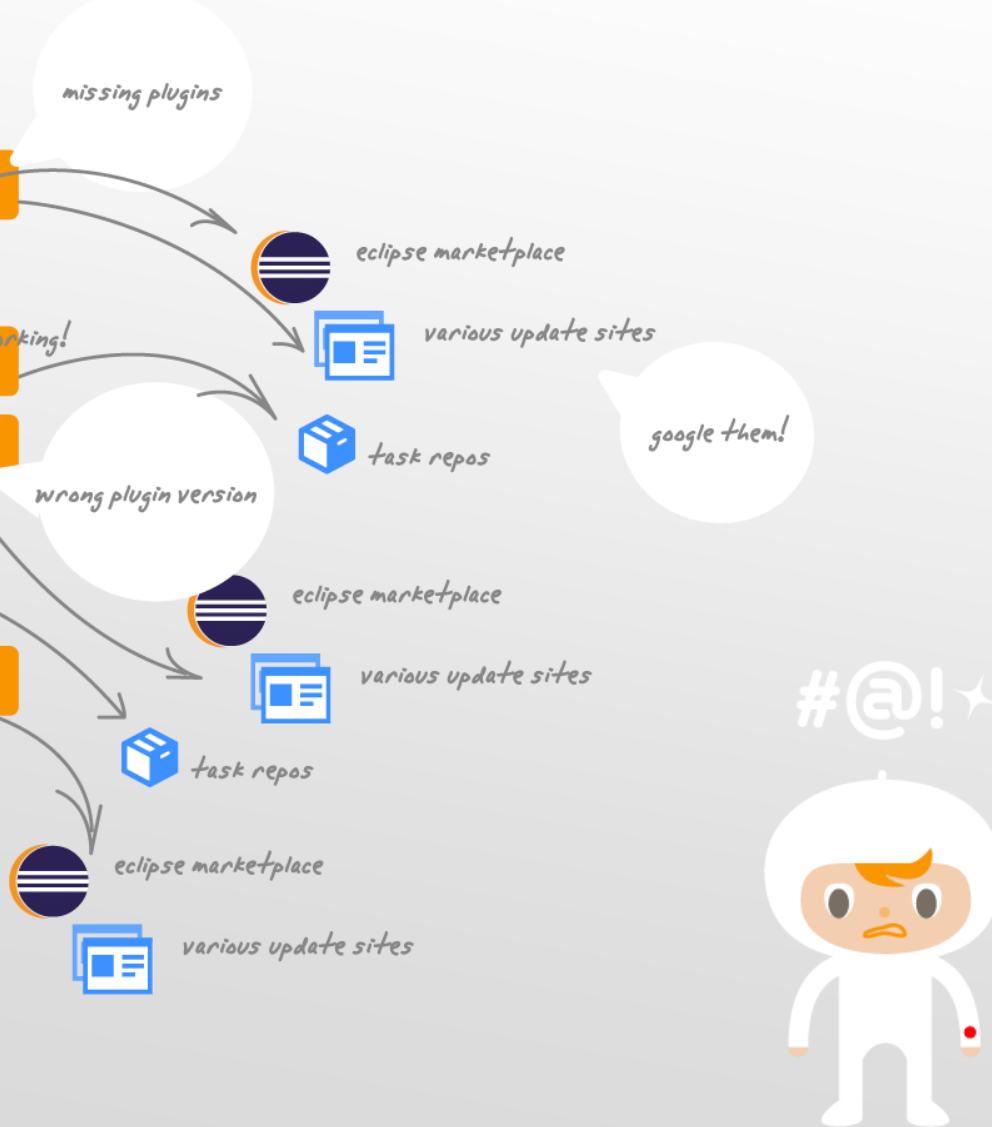 missing plugins
eclipse marketplace
various update sites
rking!
google them!
task repos
wrong plugin version
eclipse marketplace
various update sites
#@!
task repos
eclipse marketplace
various update sites